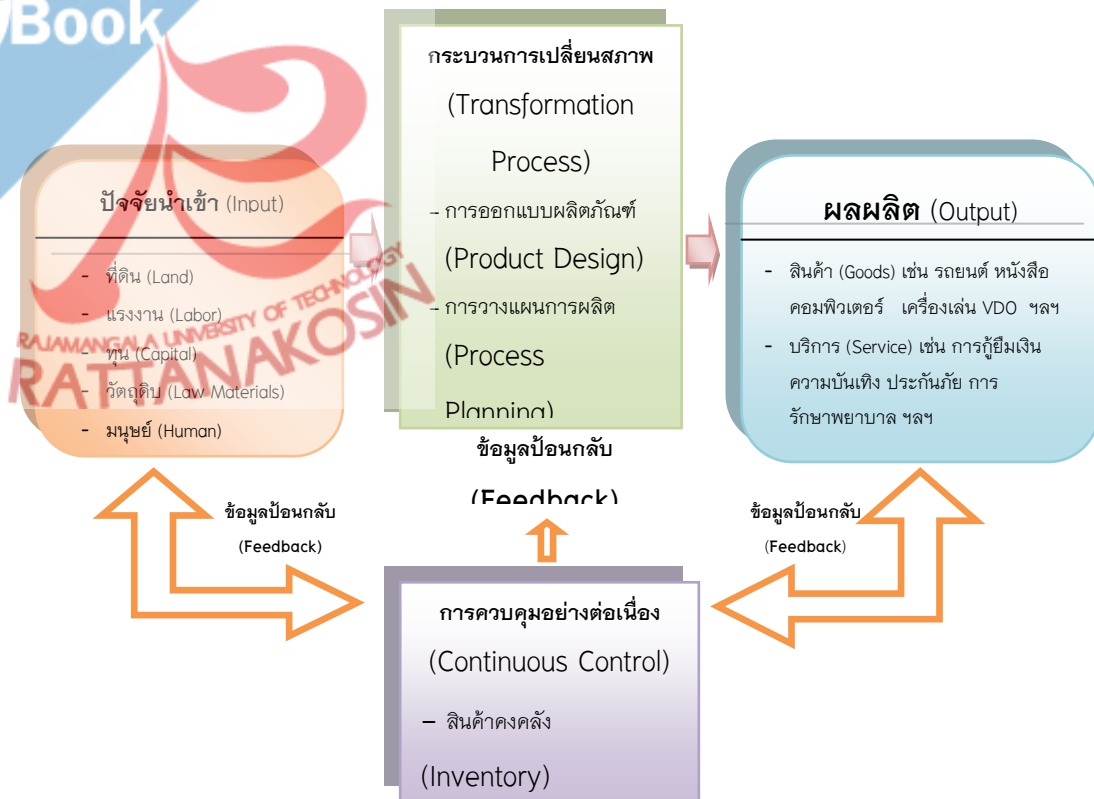 Book
กระบวนการเปลี่ยนสภาพ
(Transformation
Process)
- การออกแบบผลิตภัณฑ์
(Product Design)
- การวางแผนการผลิต
(Process
Planning)
ปัจจัยนำเข้า (Input)
- ที่ดิน (Land)
- แรงงาน (Labor)
- ทุน (Capital)
- วัตถุดิบ (Law Materials)
- มนุษย์ (Human)
RAJAMANGALA UNIVERSITY OF TECHNOLOGY
RATTANAKOSIN
ผลผลิต (Output)
- สินค้า (Goods) เช่น รถยนต์ หนังสือ
คอมพิวเตอร์ เครื่องเล่น VDO ฯลฯ
- บริการ (Service) เช่น การกู้ยืมเงิน
ความบันเทิง ประกันภัย การ
รักษาพยาบาล ฯลฯ
ข้อมูลป้อนกลับ
(Feedback)
ข้อมูลป้อนกลับ
(Feedback)
ข้อมูลป้อนกลับ
(Feedback)
การควบคุมอย่างต่อเนื่อง
(Continuous Control)
– สินค้าคงคลัง
(Inventory)